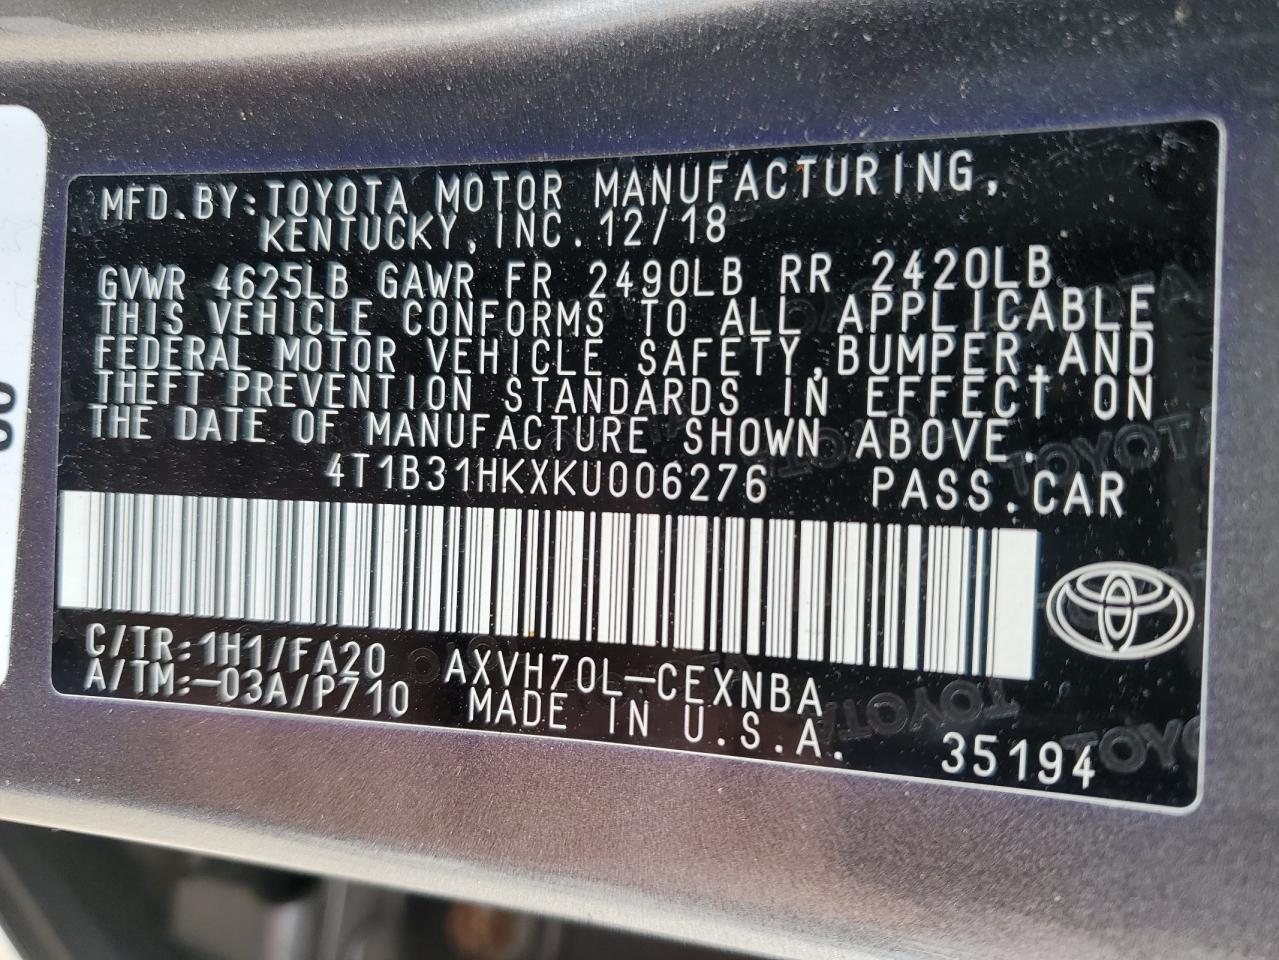 MFD.BY:TOYOTA MOTOR MANUFACTURING,
KENTUCKY, INC. 12/18
GVWR 4625LB GAWR FR 2490LB RR 2420LB
THIS VEHICLE CONFORMS TO ALL APPLICABLE
FEDERAL MOTOR VEHICLE SAFETY,BUMPER,AND
THEFT PREVENTION STANDARDS IN EFFECT ON
THE DATE OF MANUFACTURE SHOWN ABOVE.
4T1B31HKXKU006276 PASS.CAR
C/TR:1H1/FA20 AXVH70L-CEXNBA
A/TM:-03A/P710 MADE IN U.S.A.
35194